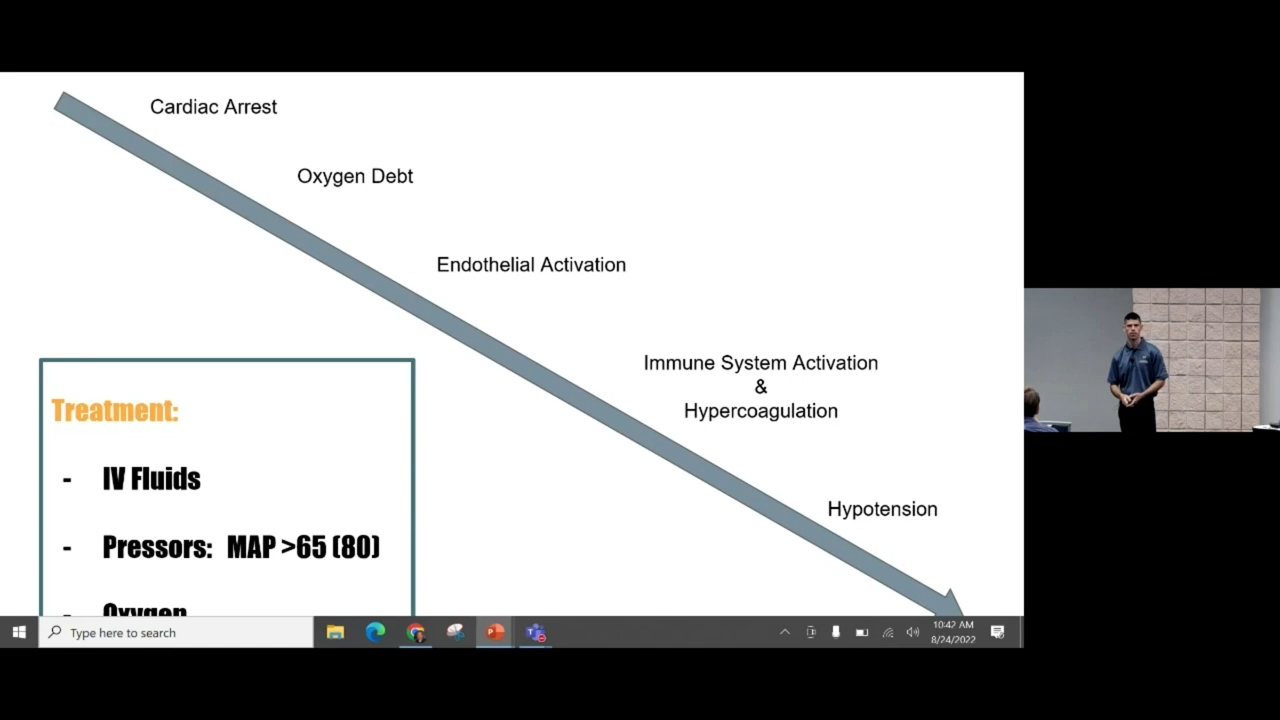 Cardiac Arrest
Oxygen Debt
Endothelial Activation
Immune System Activation
&
Hypercoagulation
Hypotension
Treatment:
- IV Fluids
- Pressors: MAP >65 (80)
- Oxygen
Type here to search
10:42 AM
8/24/2022